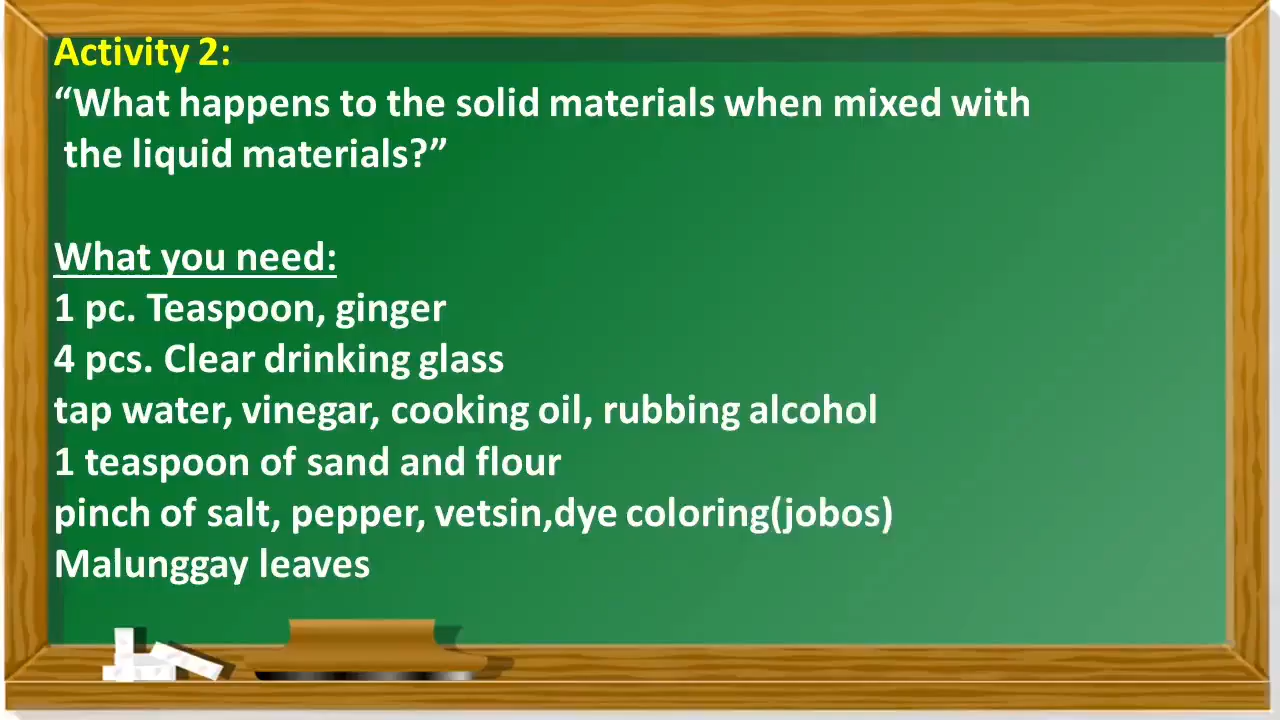 Activity 2:
“What happens to the solid materials when mixed with
the liquid materials?”
What you need:
1 pc. Teaspoon, ginger
4 pcs. Clear drinking glass
tap water, vinegar, cooking oil, rubbing alcohol
1 teaspoon of sand and flour
pinch of salt, pepper, vetsin,dye coloring(jobos)
Malunggay leaves